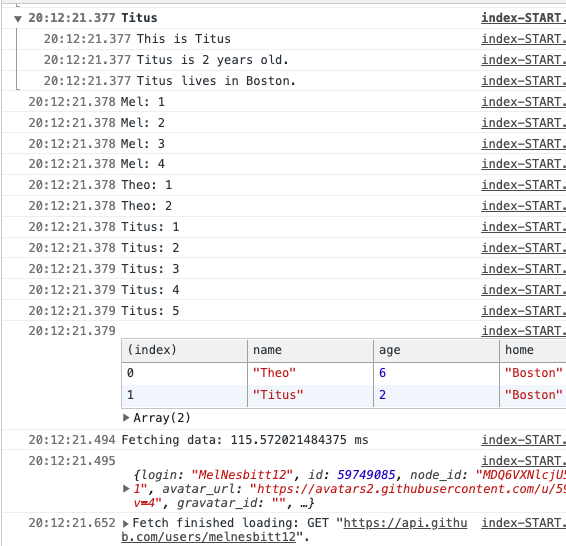 20:12:21.377 Titus index-START.
20:12:21.377 This is Titus index-START.
20:12:21.377 Titus is 2 years old. index-START.
20:12:21.377 Titus lives in Boston. index-START.
20:12:21.378 Mel: 1 index-START.
20:12:21.378 Mel: 2 index-START.
20:12:21.378 Mel: 3 index-START.
20:12:21.378 Mel: 4 index-START.
20:12:21.378 Theo: 1 index-START.
20:12:21.378 Theo: 2 index-START.
20:12:21.378 Titus: 1 index-START.
20:12:21.378 Titus: 2 index-START.
20:12:21.379 Titus: 3 index-START.
20:12:21.379 Titus: 4 index-START.
20:12:21.379 Titus: 5 index-START.
20:12:21.379 index-START.
(index) name age home
0 "Theo" 6 "Boston"
1 "Titus" 2 "Boston"
Array(2)
20:12:21.494 Fetching data: 115.572021484375 ms index-START.
20:12:21.495 index-START.
{login: "MelNesbitt12", id: 59749085, node_id: "MDQ6VXNlcjU5
1", avatar_url: "https://avatars2.githubusercontent.com/u/59
v=4", gravatar_id: "", …}
20:12:21.652 Fetch finished loading: GET "https://api.githu index-START.
b.com/users/melnesbitt12".